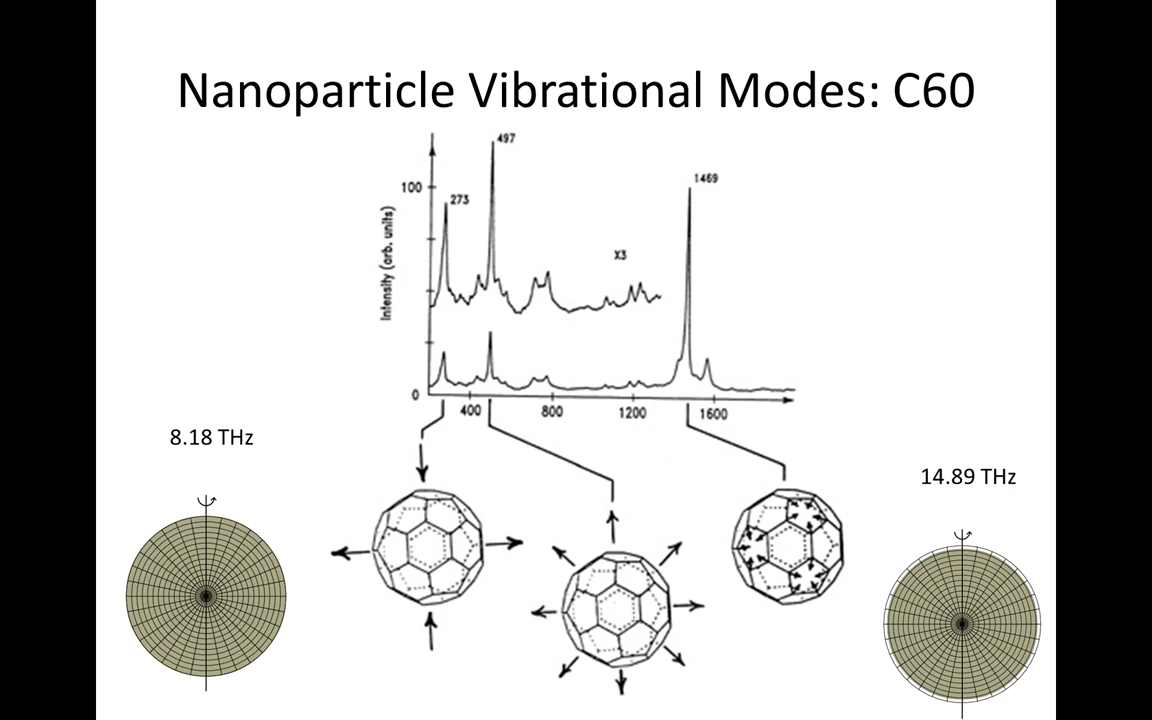 Nanoparticle Vibrational Modes: C60
497
1469
100
273
X3
Intensity (arb. units)
0
400
800
1200
1600
8.18 THz
14.89 THz